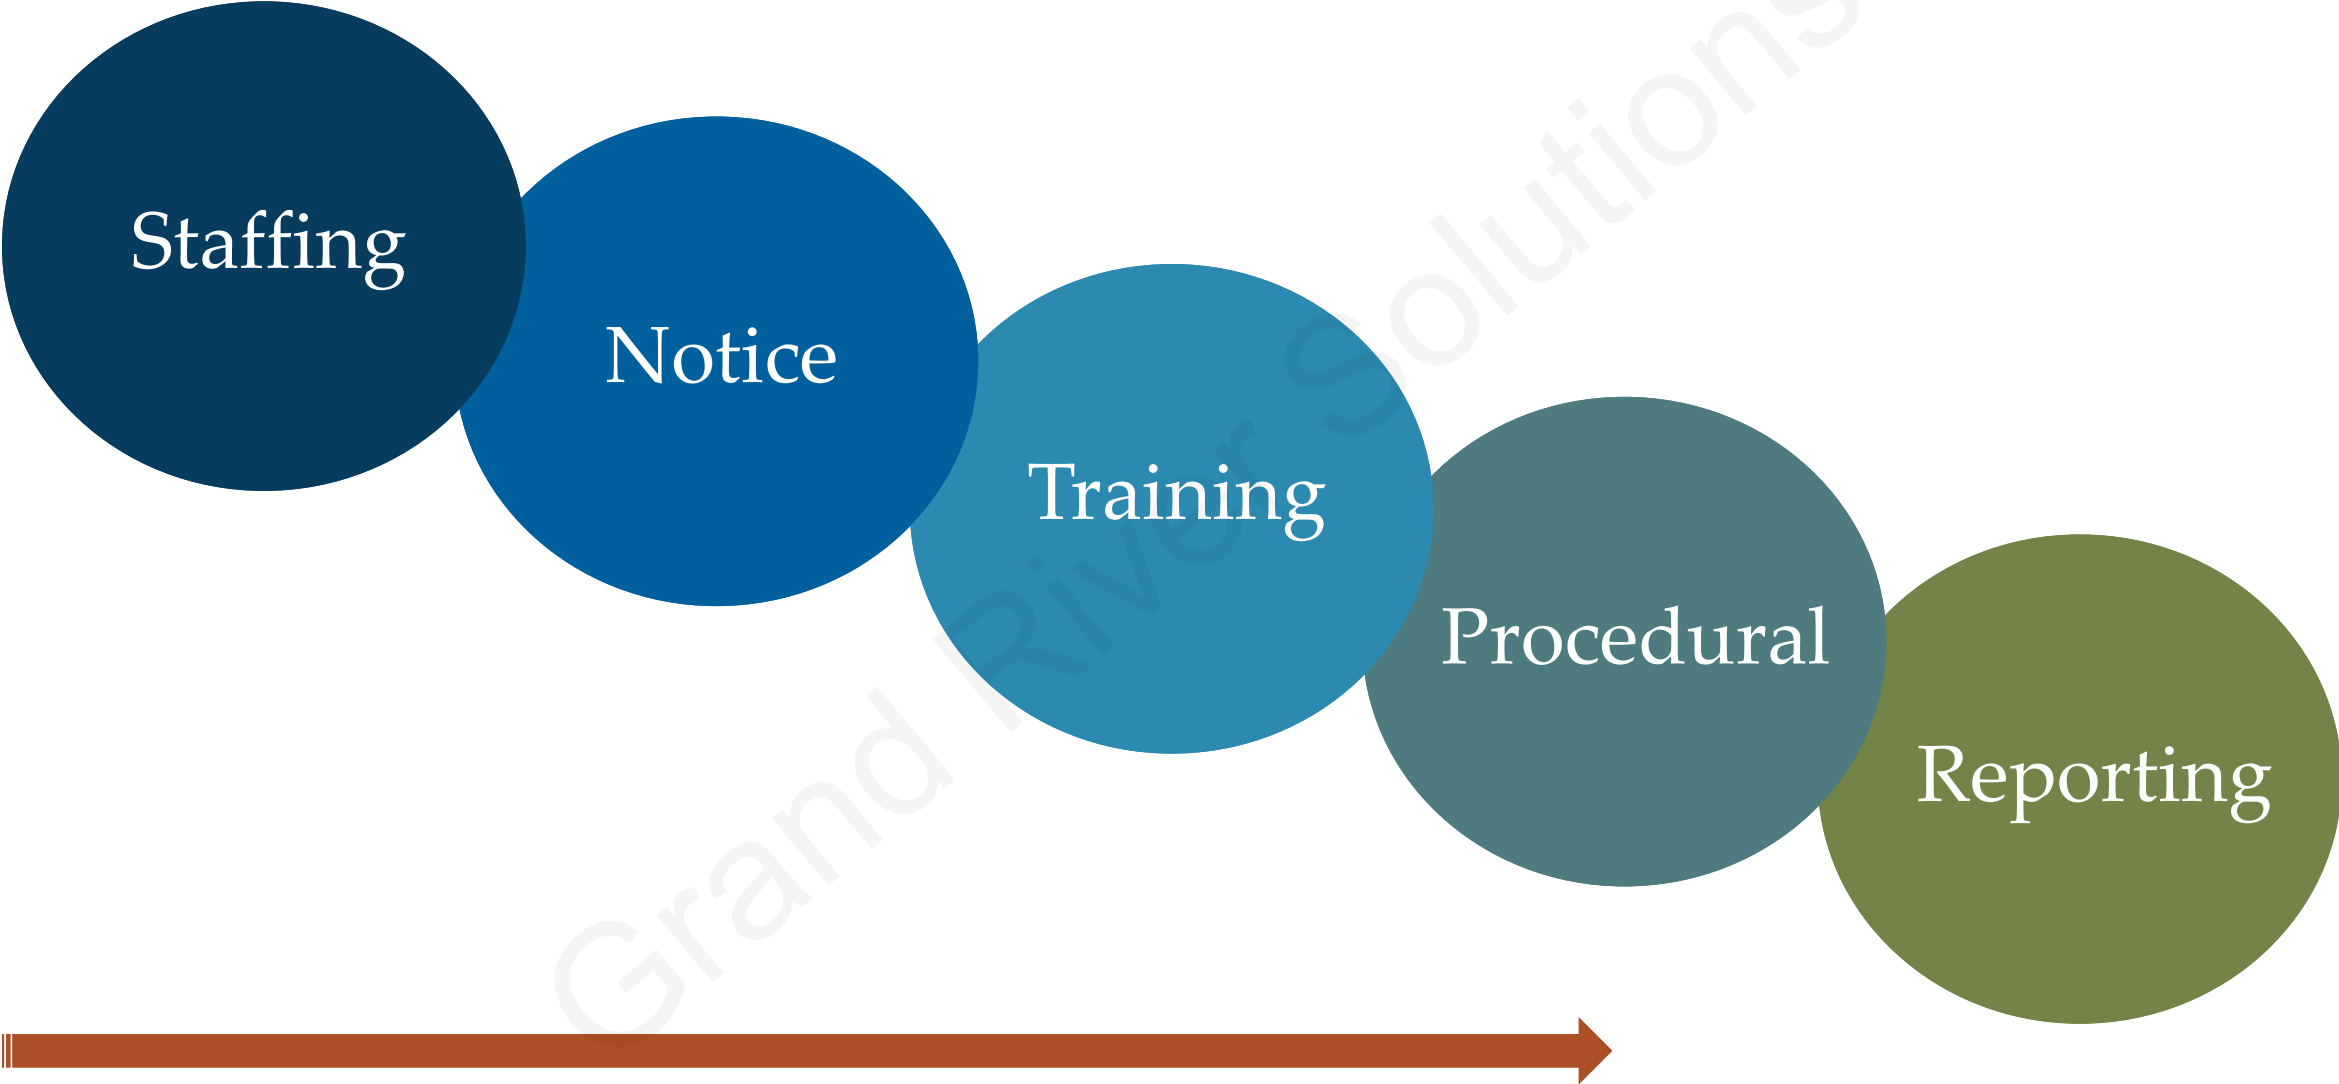 Staffing
Notice
Training
Procedural
Reporting
Grand River Solutions